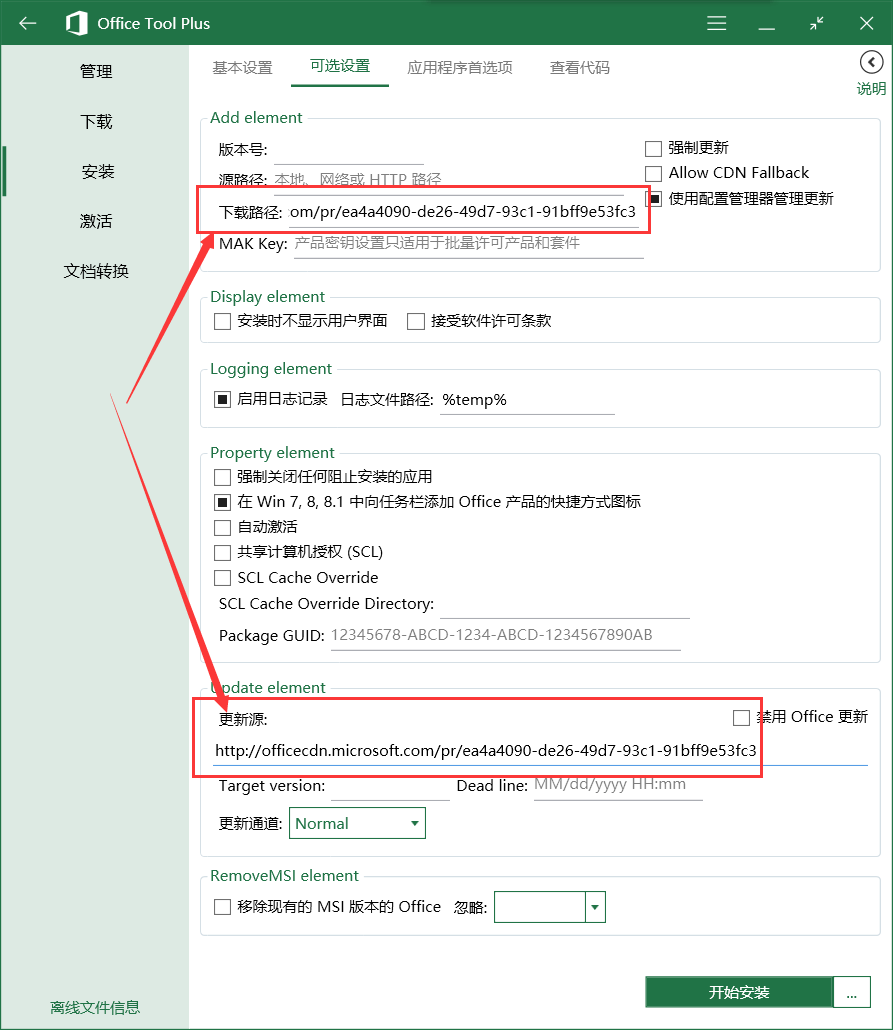 Office Tool Plus
管理
下载
安装
激活
文档转换
离线文件信息
基本设置 可选设置 应用程序首选项 查看代码
说明
Add element
版本号:
强制更新
源路径: 本地、网络或 HTTP 路径
Allow CDN Fallback
下载路径: om/pr/ea4a4090-de26-49d7-93c1-91bff9e53fc3
使用配置管理器管理更新
MAK Key: 产品密钥设置只适用于批量许可产品和套件
Display element
安装时不显示用户界面 接受软件许可条款
Logging element
启用日志记录 日志文件路径: %temp%
Property element
强制关闭任何阻止安装的应用
在 Win 7, 8, 8.1 中向任务栏添加 Office 产品的快捷方式图标
自动激活
共享计算机授权 (SCL)
SCL Cache Override
SCL Cache Override Directory:
Package GUID: 12345678-ABCD-1234-ABCD-1234567890AB
Update element
更新源:
禁用 Office 更新
http://officecdn.microsoft.com/pr/ea4a4090-de26-49d7-93c1-91bff9e53fc3
Target version: Dead line: MM/dd/yyyy HH:mm
更新通道: Normal
RemoveMSI element
移除现有的 MSI 版本的 Office 忽略:
开始安装 ...